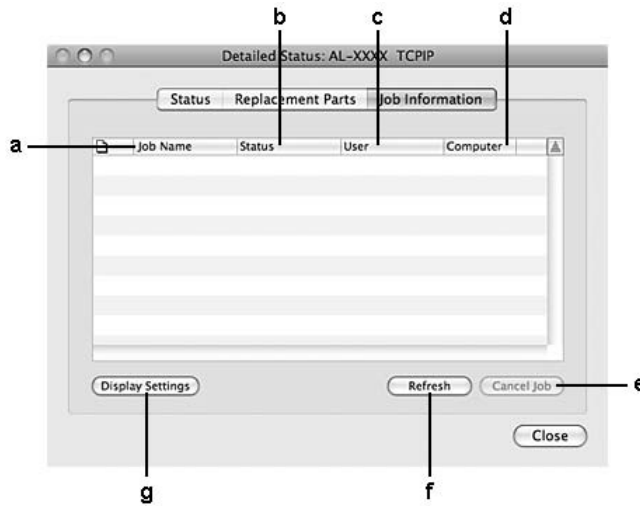 b c d
Detailed Status: AL-XXXX TCPIP
Status Replacement Parts Job Information
a Job Name Status User Computer
Display Settings Refresh Cancel Job e
Close
g f